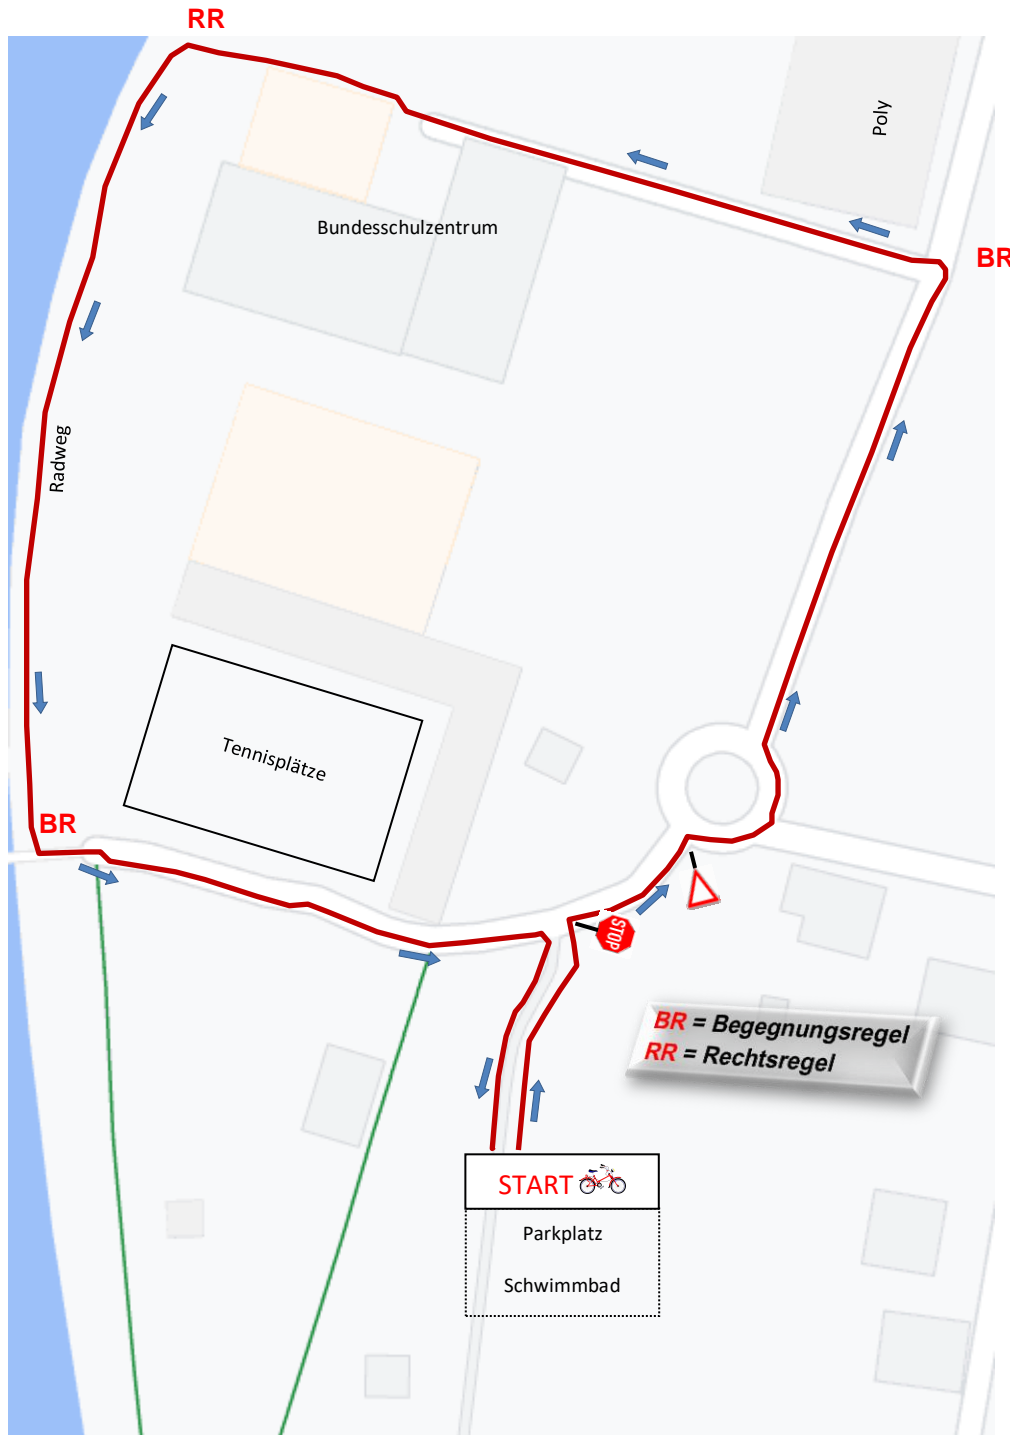 RR
Poly
Bundesschulzentrum
BR
Radweg
Tennisplätze
BR
STOP
BR = Begegnungsregel
RR = Rechtsregel
START
Parkplatz
Schwimmbad